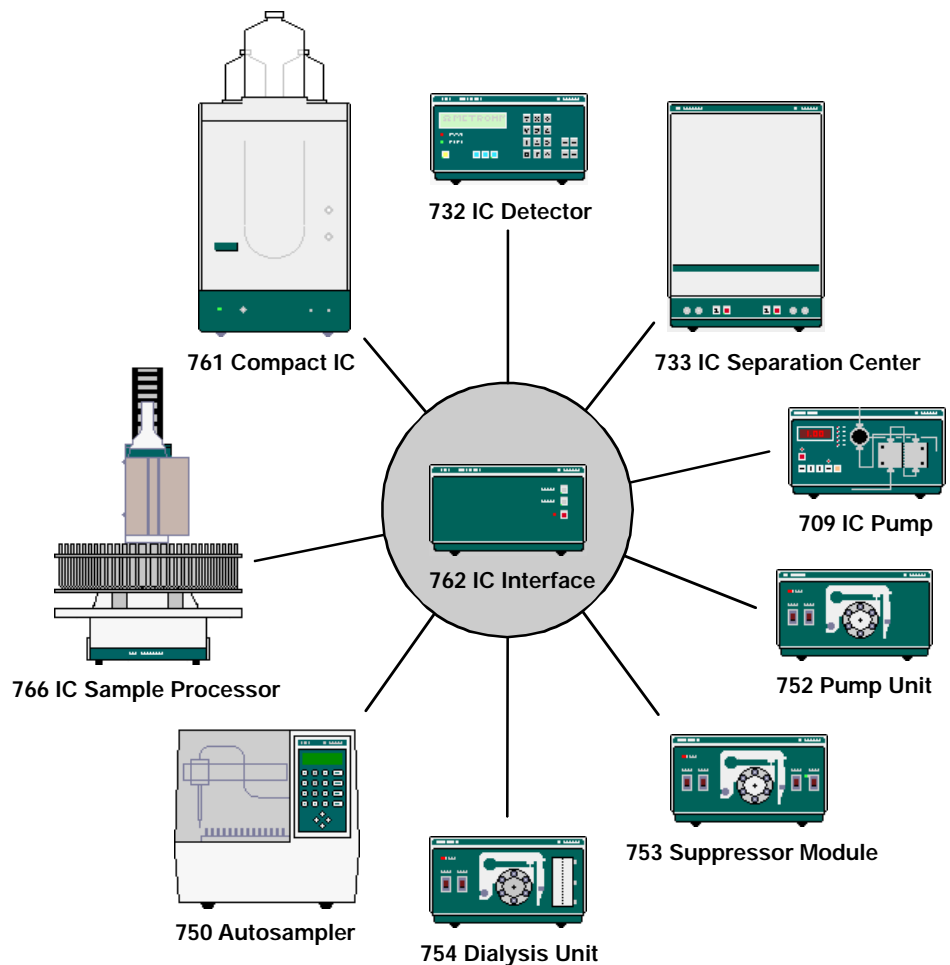 732 IC Detector
761 Compact IC
733 IC Separation Center
709 IC Pump
762 IC Interface
752 Pump Unit
766 IC Sample Processor
753 Suppressor Module
750 Autosampler
754 Dialysis Unit